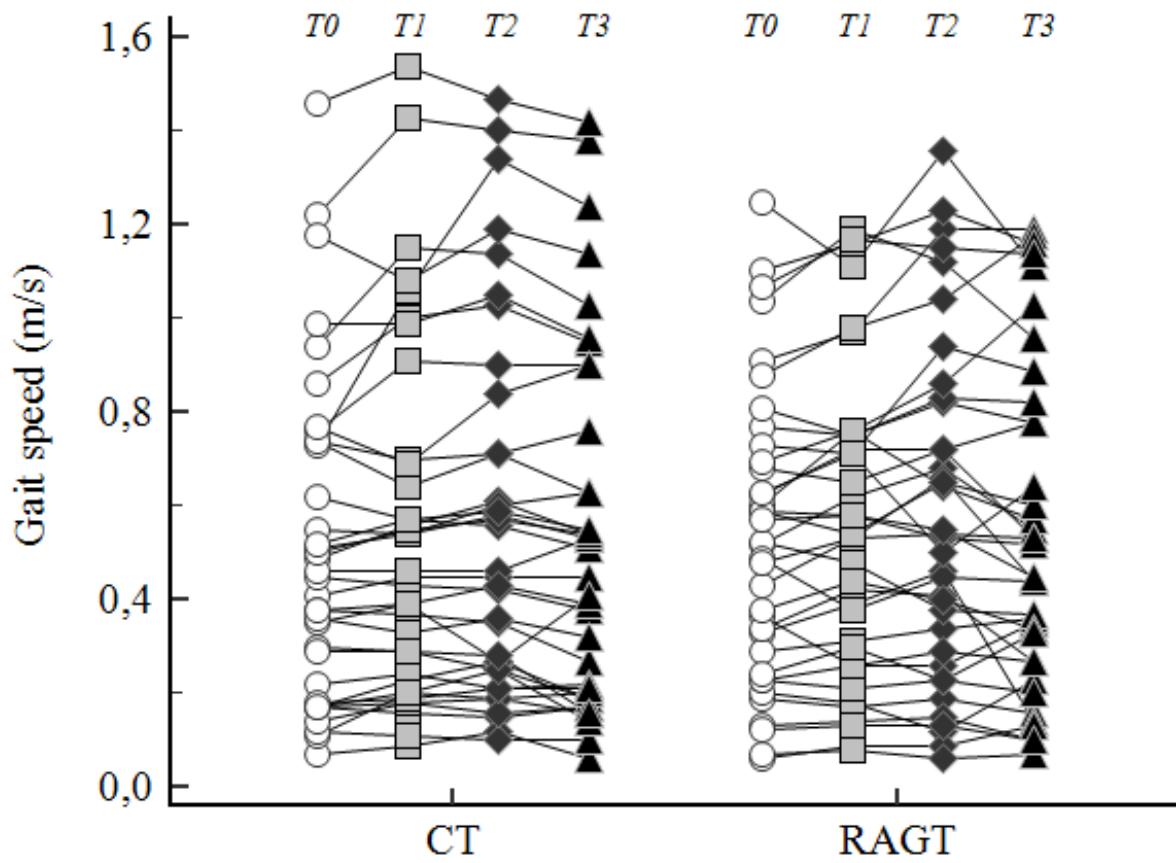 T0 T1 T2 T3 T0 T1 T2 T3
1,6
1,2
0,8
0,4
0,0
Gait speed (m/s)
CT RAGT